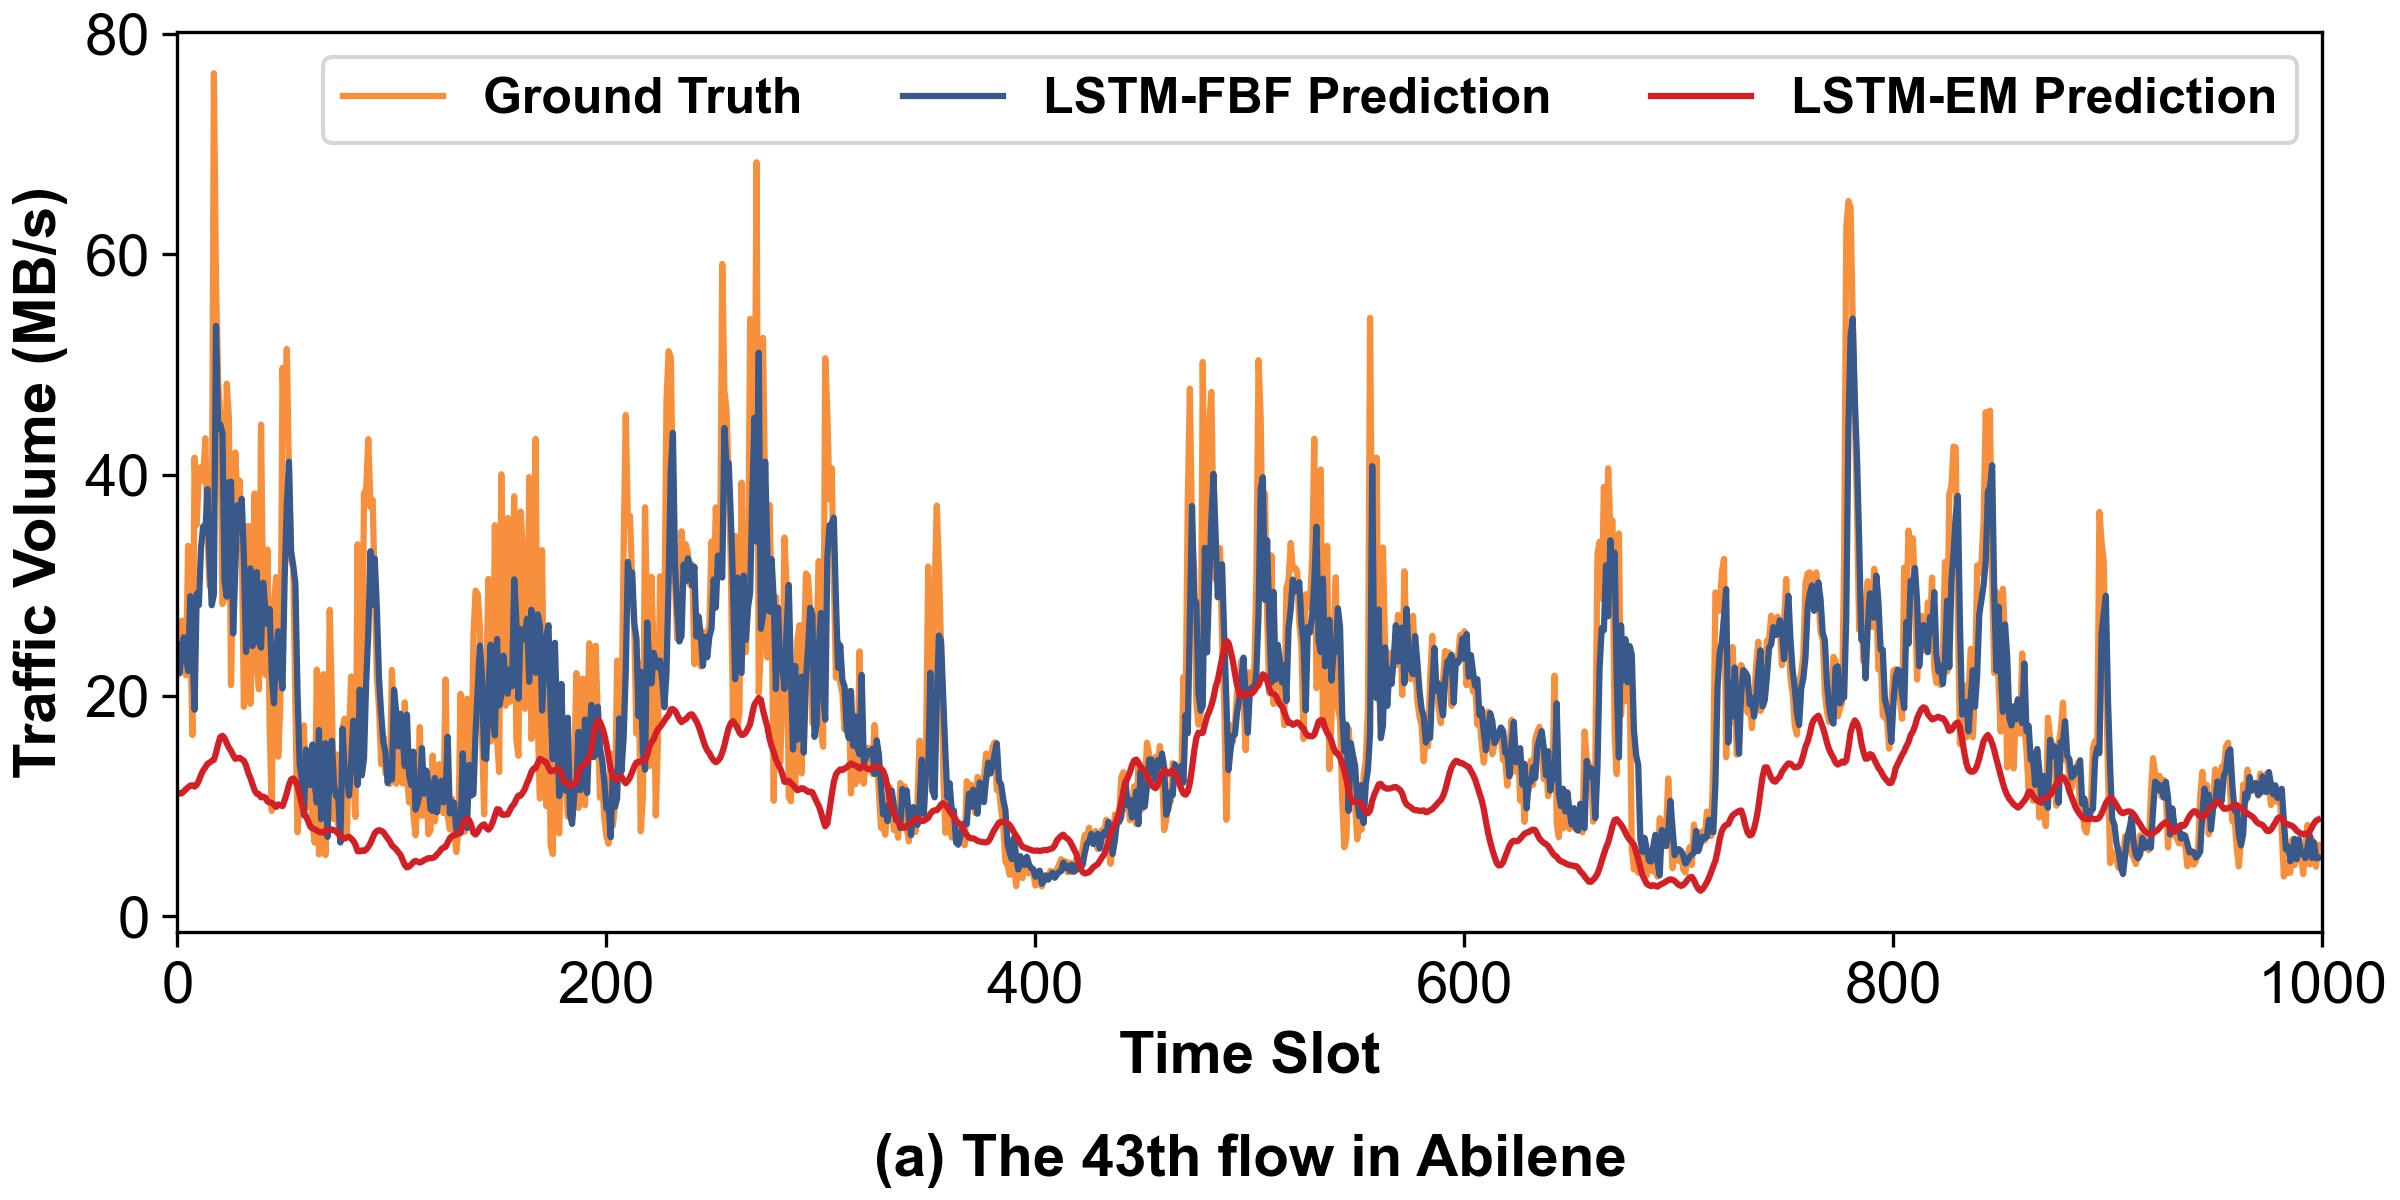 80
Ground Truth LSTM-FBF Prediction LSTM-EM Prediction
60
40
20
0
Traffic Volume (MB/s)
0 200 400 600 800 1000
Time Slot
(a) The 43th flow in Abilene